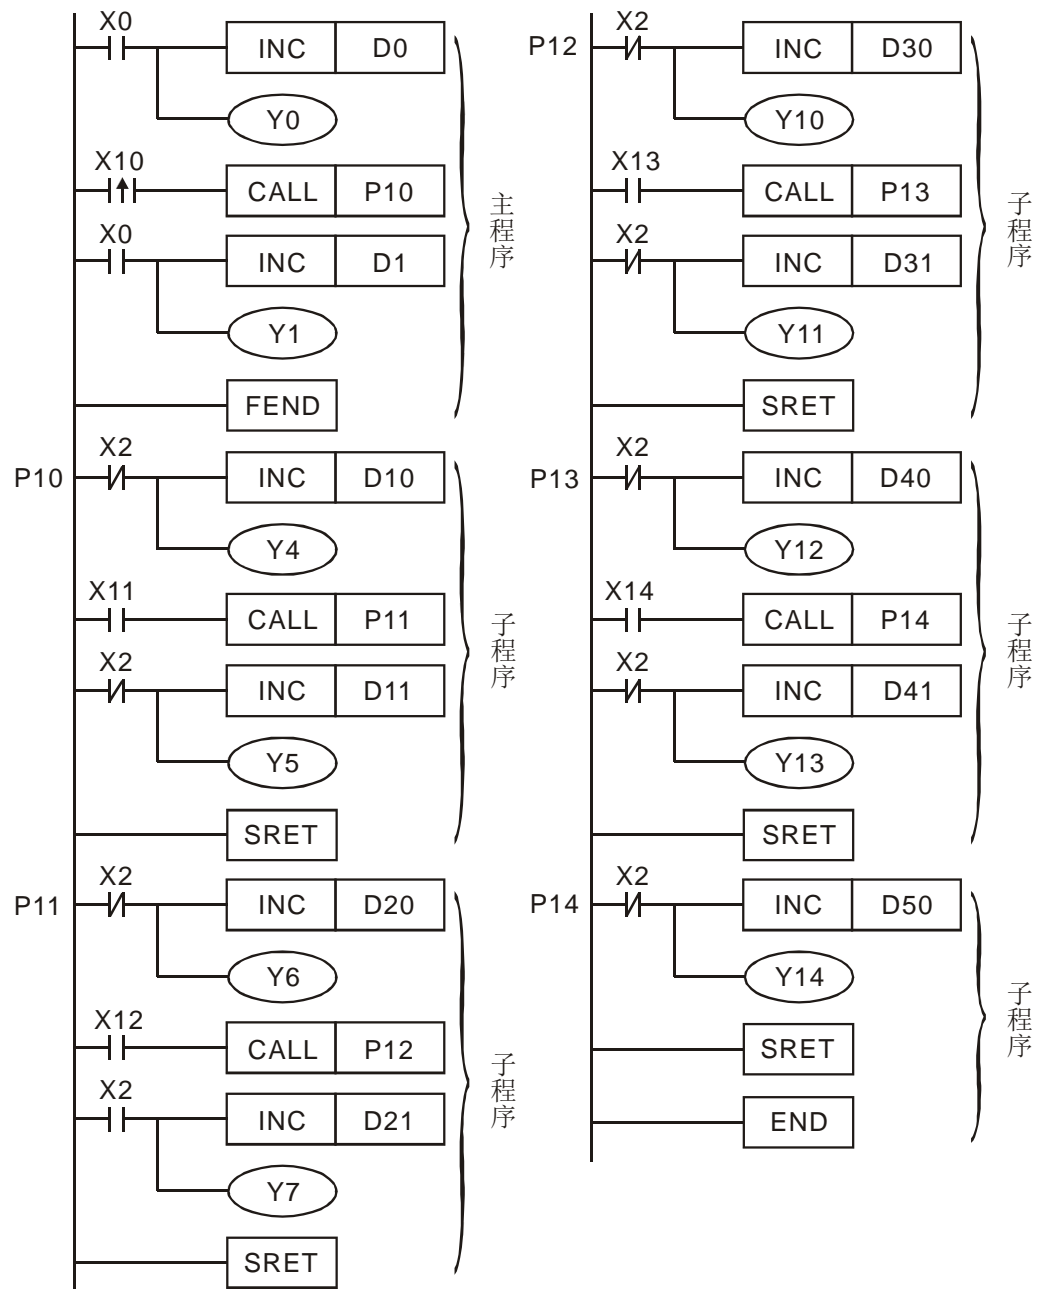 X0
INC D0
Y0
X10
CALL P10
X0
INC D1
Y1
FEND
主程序
X2
P10 INC D10
Y4
X11
CALL P11
X2
INC D11
Y5
SRET
子程序
X2
P11 INC D20
Y6
X12
CALL P12
X2
INC D21
Y7
SRET
子程序
X2
P12 INC D30
Y10
X13
CALL P13
X2
INC D31
Y11
SRET
子程序
X2
P13 INC D40
Y12
X14
CALL P14
X2
INC D41
Y13
SRET
子程序
X2
P14 INC D50
Y14
SRET
END
子程序